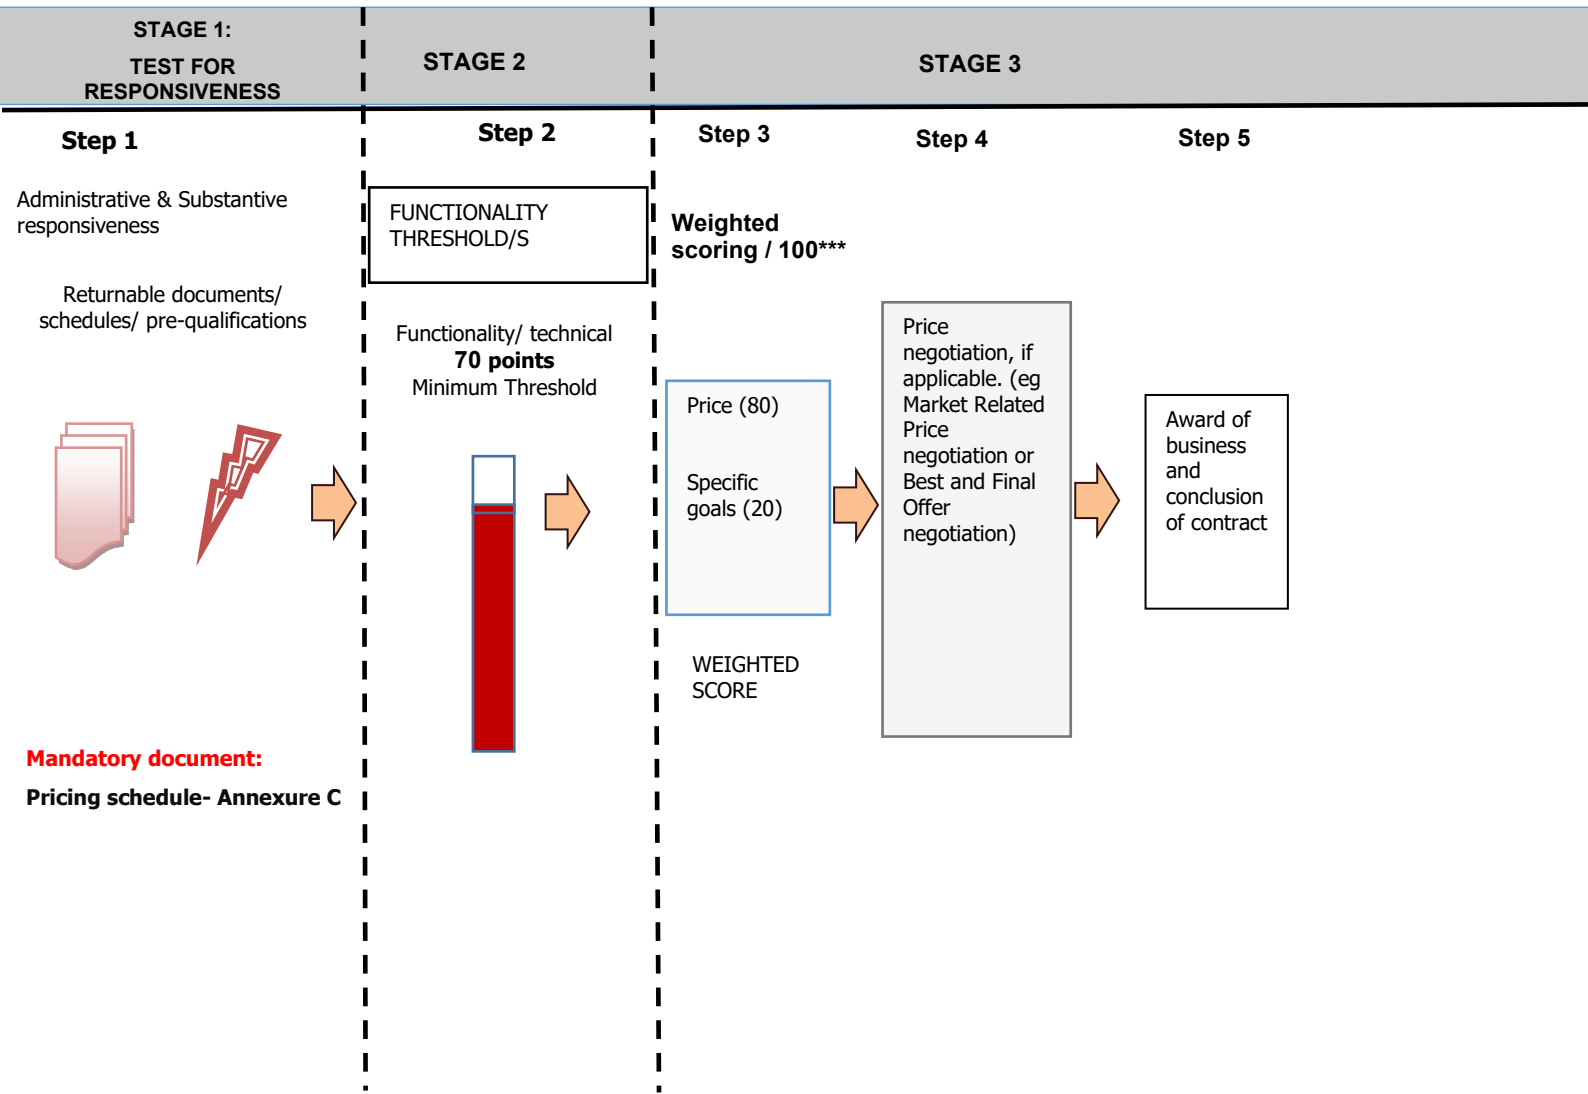 STAGE 1:
TEST FOR
RESPONSIVENESS
STAGE 2
STAGE 3
Step 1
Step 2
Step 3
Step 4
Step 5
Administrative & Substantive
responsiveness
Returnable documents/
schedules/ pre-qualifications
Mandatory document:
Pricing schedule- Annexure C
FUNCTIONALITY
THRESHOLD/S
Functionality/ technical
70 points
Minimum Threshold
Weighted
scoring / 100***
Price (80)
Specific
goals (20)
WEIGHTED
SCORE
Price
negotiation, if
applicable. (eg
Market Related
Price
negotiation or
Best and Final
Offer
negotiation)
Award of
business
and
conclusion
of contract